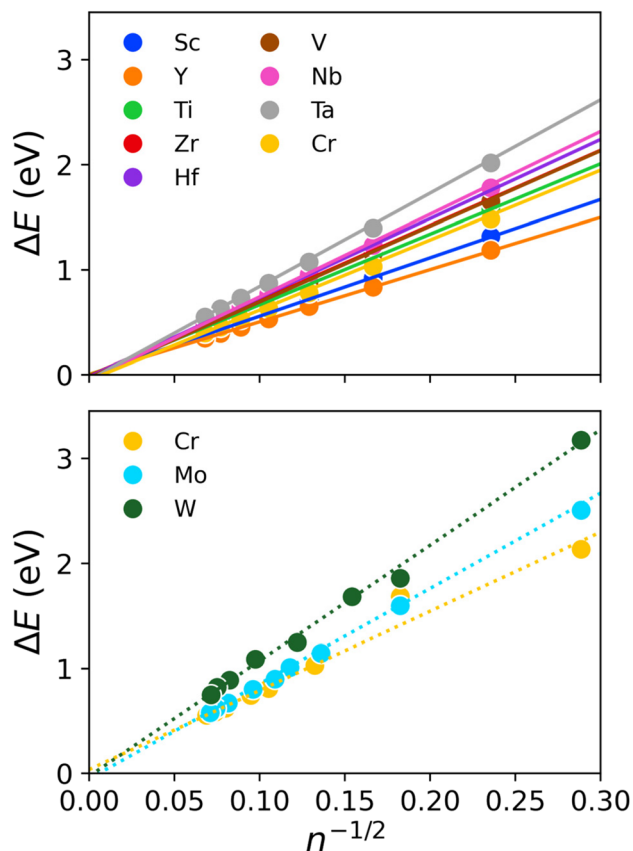 ΔE (eV)
3
2
1
0
Sc
Y
Ti
Zr
Hf
V
Nb
Ta
Cr
ΔE (eV)
3
2
1
0
Cr
Mo
W
0.00 0.05 0.10 0.15 0.20 0.25 0.30
n^{-1/2}